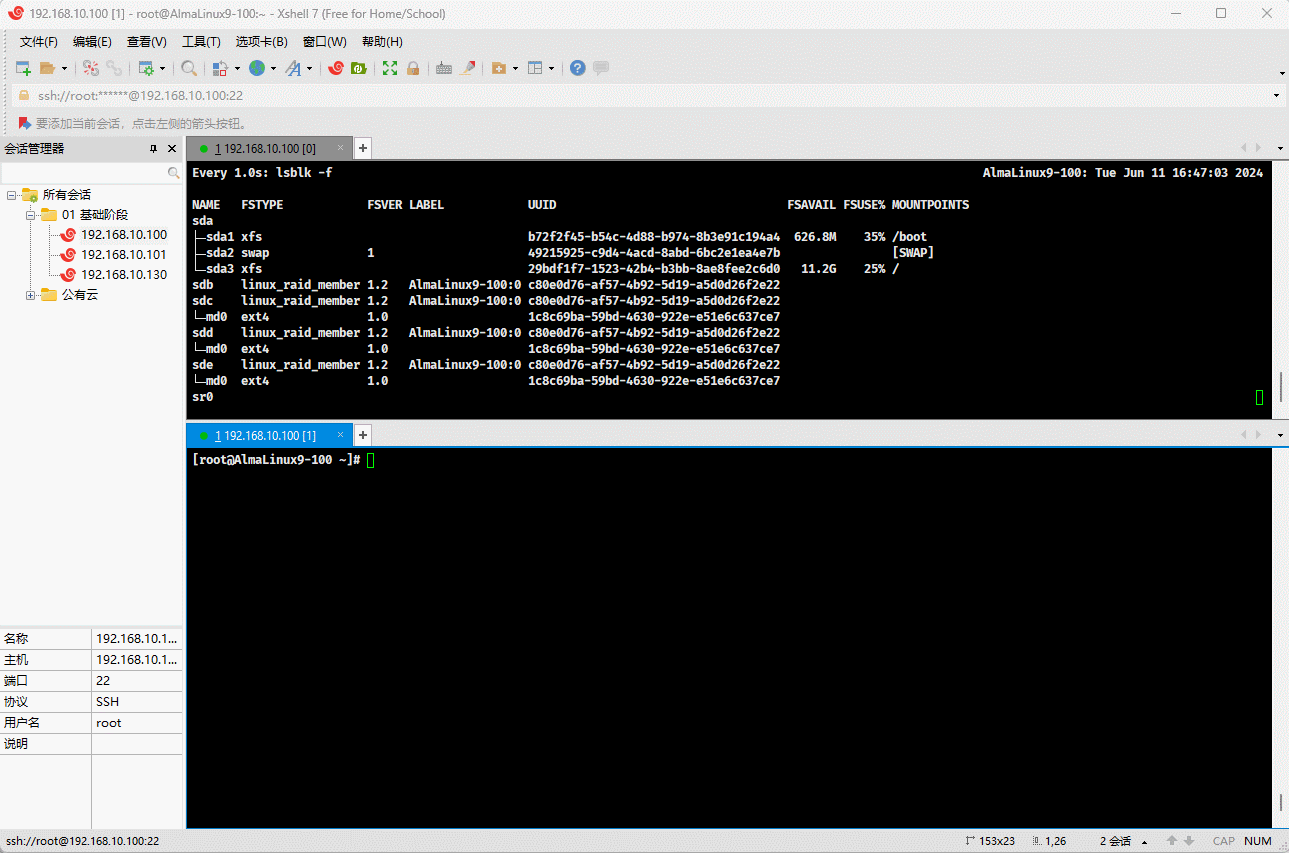 192.168.10.100 [1] - root@AlmaLinux9-100:~ - Xshell 7 (Free for Home/School)
文件(F) 编辑(E) 查看(V) 工具(T) 选项卡(B) 窗口(W) 帮助(H)
ssh://root:******@192.168.10.100:22
要添加当前会话，点击左侧的箭头按钮。
会话管理器
所有会话
01 基础阶段
192.168.10.100
192.168.10.101
192.168.10.130
公有云
名称 192.168.10.1...
主机 192.168.10.1...
端口 22
协议 SSH
用户名 root
说明
1 192.168.10.100 [0]
Every 1.0s: lsblk -f AlmaLinux9-100: Tue Jun 11 16:47:03 2024
NAME FSTYPE FSVER LABEL UUID FSAVAIL FSUSE% MOUNTPOINTS
sda
├─sda1 xfs b72f2f45-b54c-4d88-b974-8b3e91c194a4 626.8M 35% /boot
├─sda2 swap 1 49215925-c9d4-4acd-8abd-6bc2e1ea4e7b [SWAP]
└─sda3 xfs 29bdf1f7-1523-42b4-b3bb-8ae8fee2c6d0 11.2G 25% /
sdb linux_raid_member 1.2 AlmaLinux9-100:0 c80e0d76-af57-4b92-5d19-a5d0d26f2e22
sdc linux_raid_member 1.2 AlmaLinux9-100:0 c80e0d76-af57-4b92-5d19-a5d0d26f2e22
└─md0 ext4 1.0 1c8c69ba-59bd-4630-922e-e51e6c637ce7
sdd linux_raid_member 1.2 AlmaLinux9-100:0 c80e0d76-af57-4b92-5d19-a5d0d26f2e22
└─md0 ext4 1.0 1c8c69ba-59bd-4630-922e-e51e6c637ce7
sde linux_raid_member 1.2 AlmaLinux9-100:0 c80e0d76-af57-4b92-5d19-a5d0d26f2e22
└─md0 ext4 1.0 1c8c69ba-59bd-4630-922e-e51e6c637ce7
sr0
1 192.168.10.100 [1]
[root@AlmaLinux9-100 ~]#
ssh://root@192.168.10.100:22 153x23 1,26 2 会话 CAP NUM